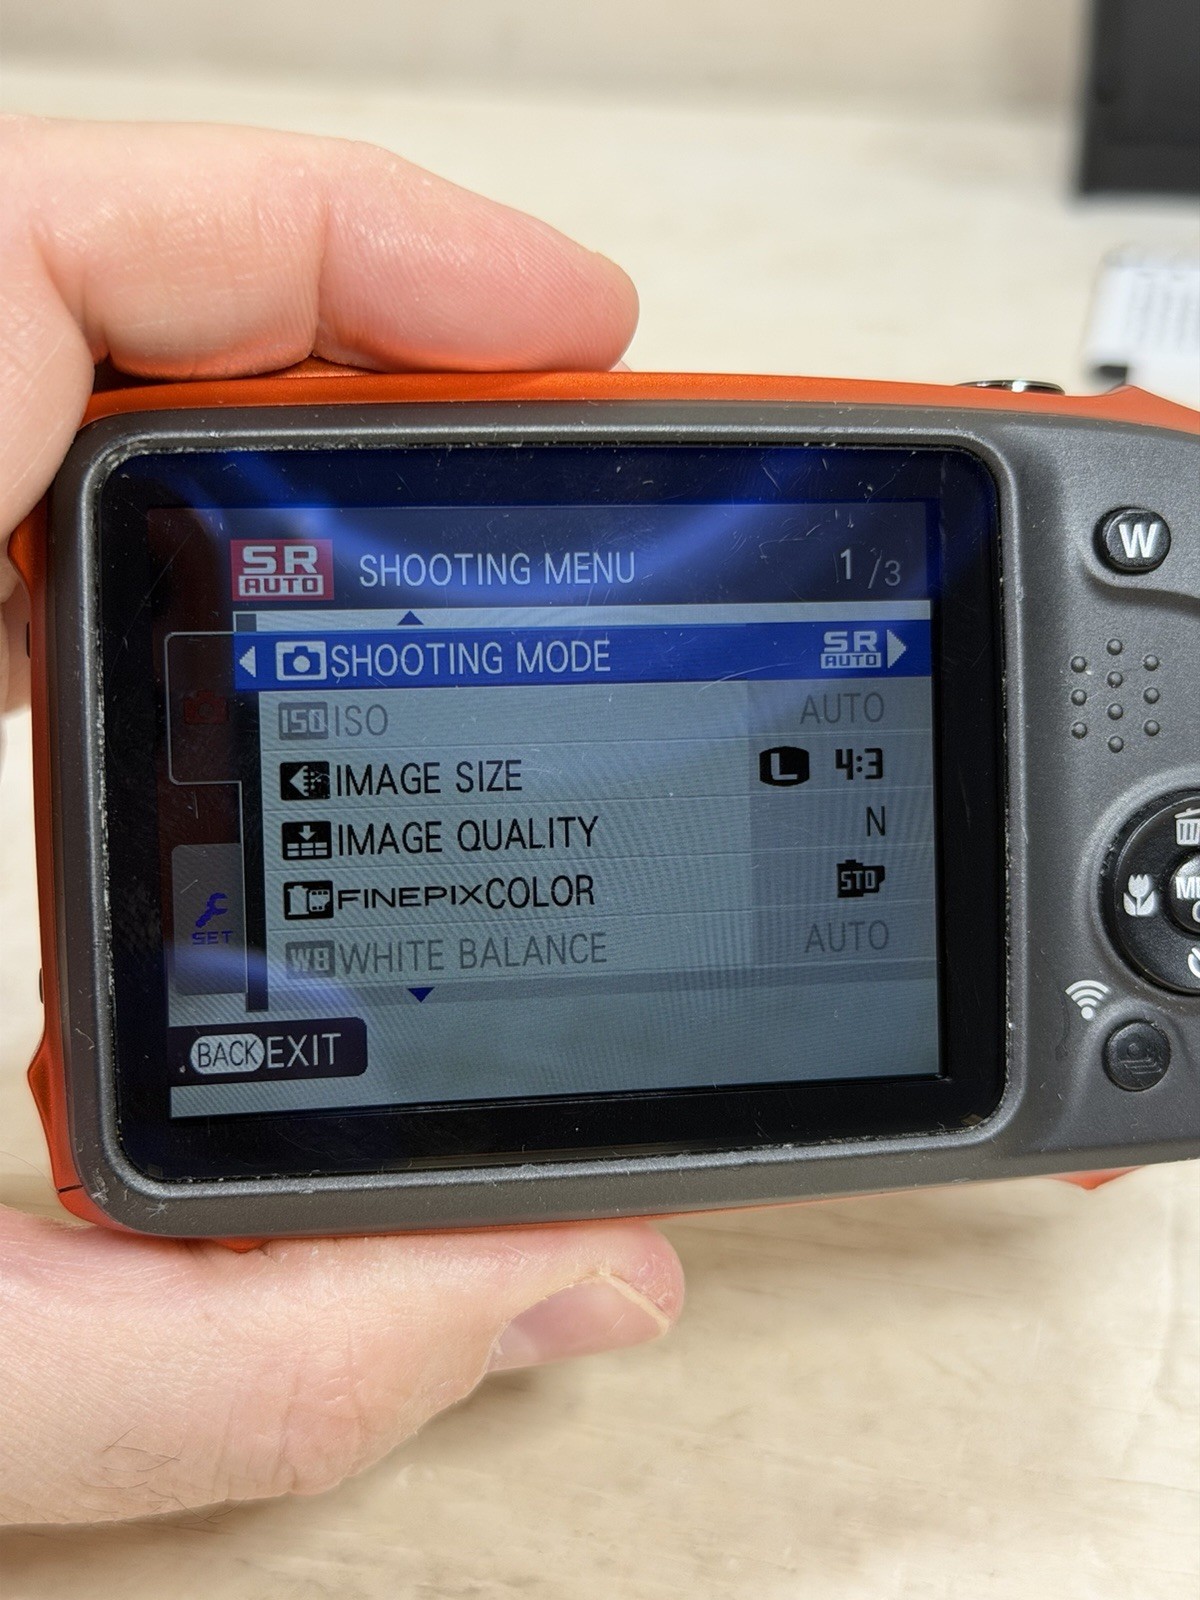 SR AUTO SHOOTING MENU 1/3
SHOOTING MODE SR AUTO
ISO ISO AUTO
IMAGE SIZE L 4:3
IMAGE QUALITY N
FINEPIXCOLOR STD
WB WHITE BALANCE AUTO
SET
BACK EXIT
W